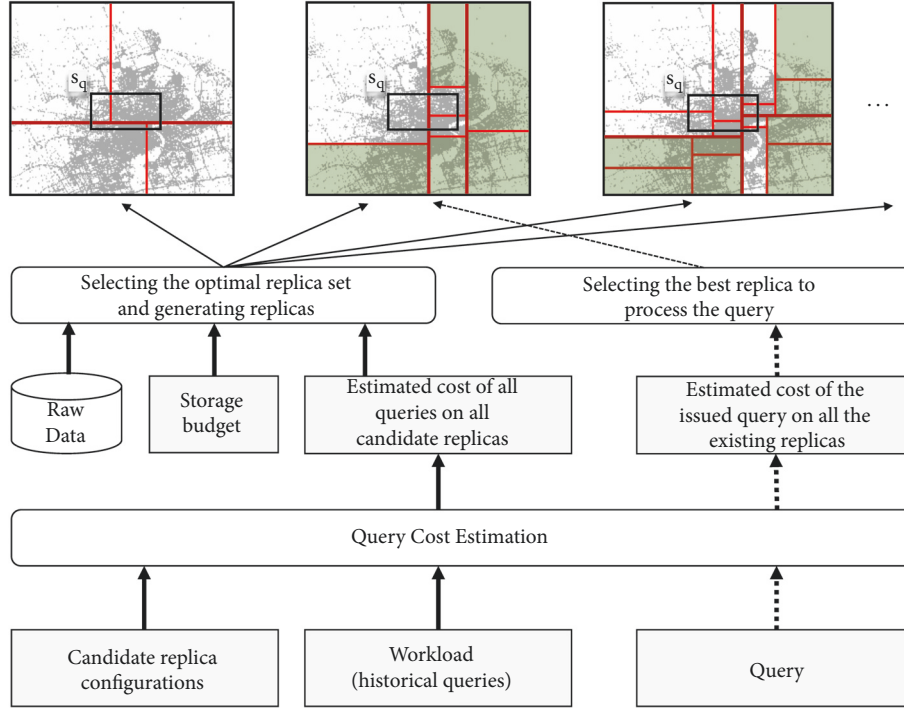 s_q
s_q
s_q
...
Selecting the optimal replica set
and generating replicas
Selecting the best replica to
process the query
Raw
Data
Storage
budget
Estimated cost of all
queries on all
candidate replicas
Estimated cost of the
issued query on all the
existing replicas
Query Cost Estimation
Candidate replica
configurations
Workload
(historical queries)
Query